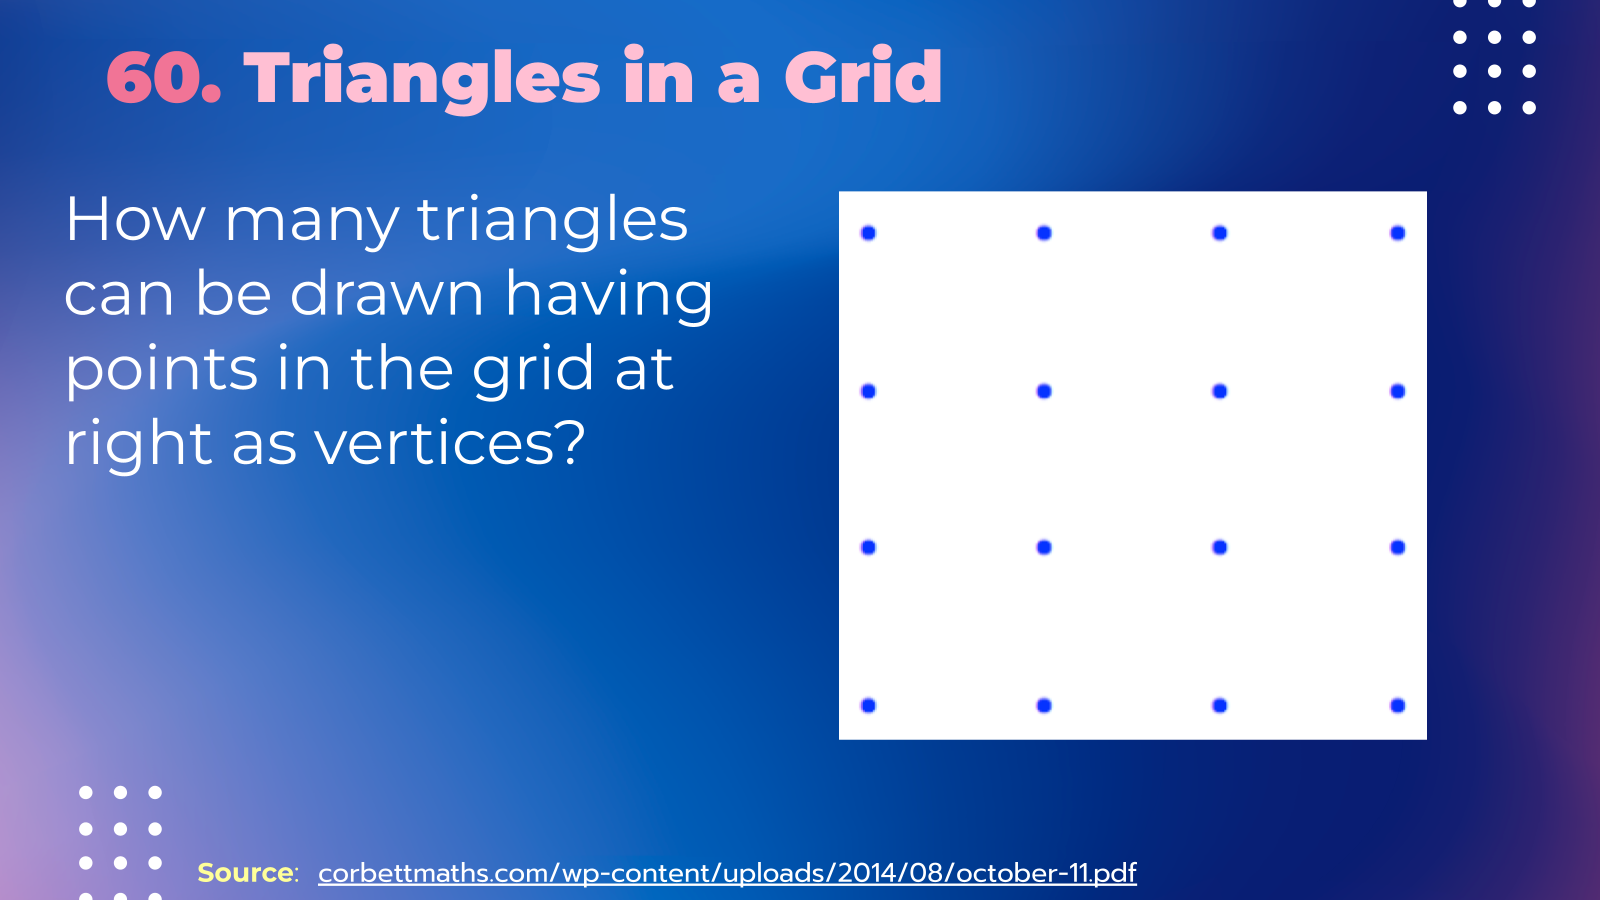 60. Triangles in a Grid
How many triangles
can be drawn having
points in the grid at
right as vertices?
Source: corbettmaths.com/wp-content/uploads/2014/08/october-11.pdf